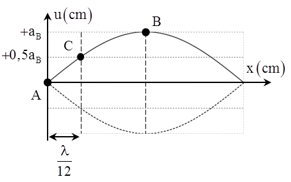 u(cm)
+a_B
B
C
+0,5a_B
x(cm)
A
λ
12